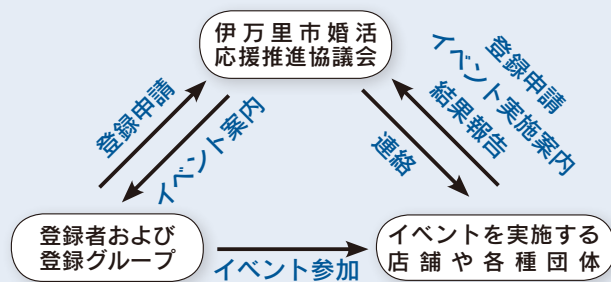 伊万里市婚活
応援推進協議会
登録申請
イベント案内
連絡
登録申請
イベント実施案内
結果報告
登録者および
登録グループ
イベント参加
イベントを実施する
店舗や各種団体